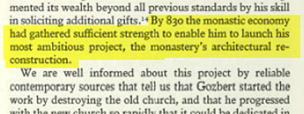 mented its wealth beyond all previous standards by his skill
in soliciting additional gifts.¹⁴ By 830 the monastic economy
had gathered sufficient strength to enable him to launch his
most ambitious project, the monastery's architectural re-
construction.
We are well informed about this project by reliable
contemporary sources that tell us that Gozbert started the
work by destroying the old church, and that he progressed
with the new church so rapidly that it could be dedicated in